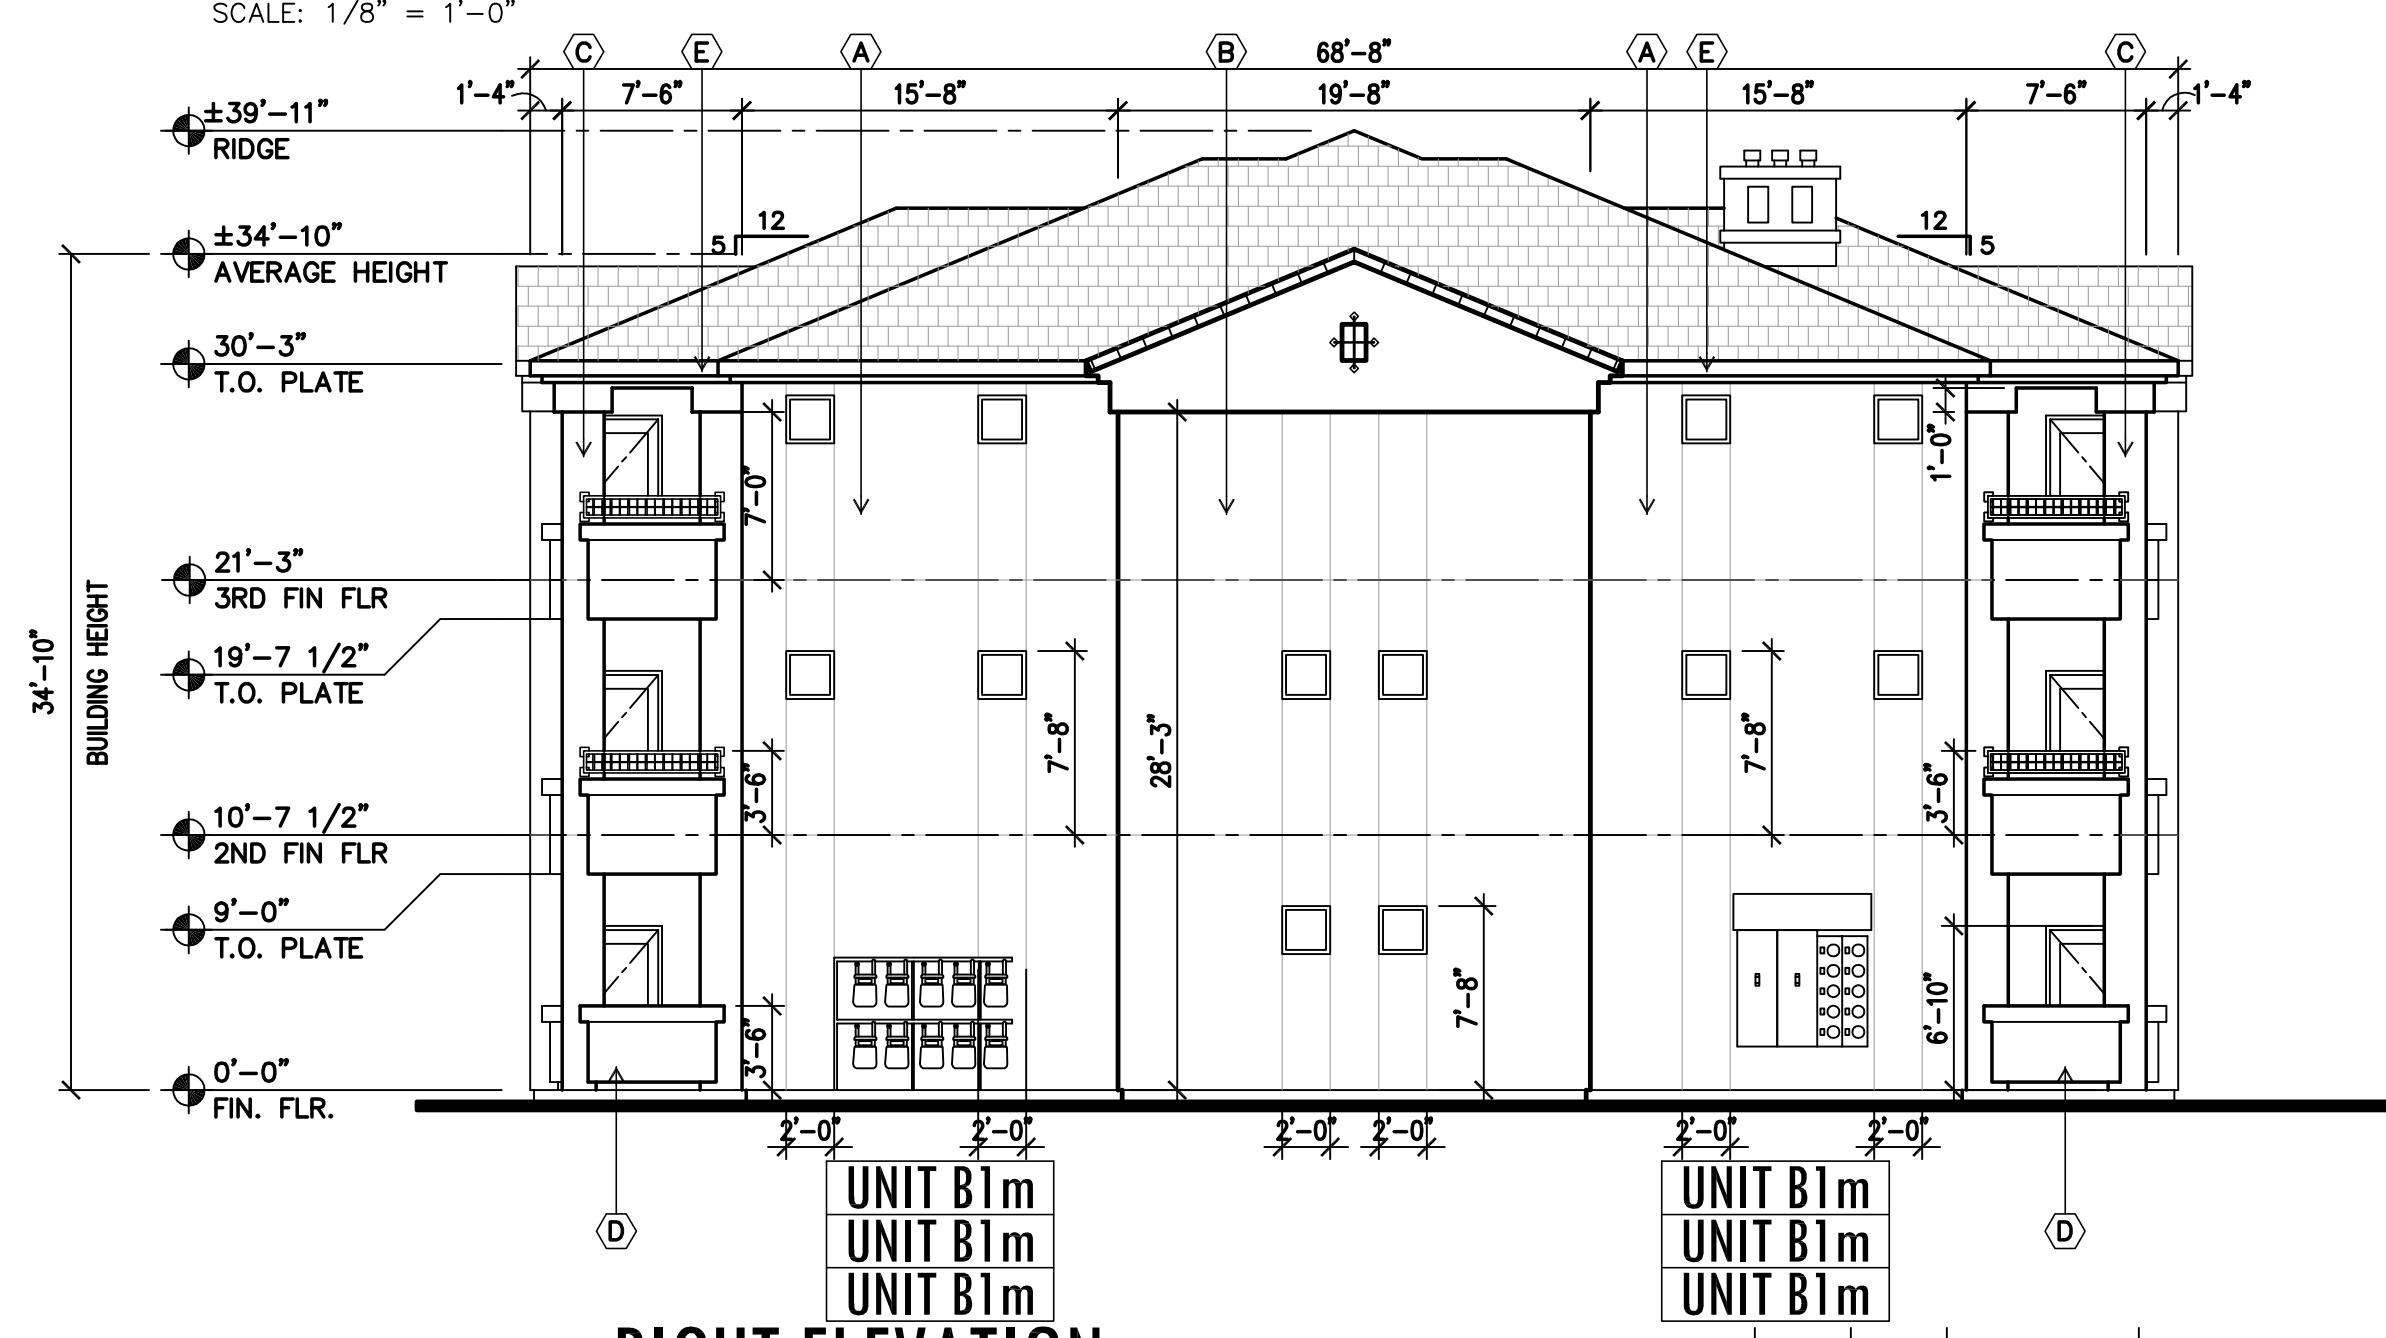 SCALE: 1/8" = 1'-0"
C E A B 68'-8" A E C
1'-4" 7'-6" 15'-8" 19'-8" 15'-8" 7'-6" 1'-4"
±39'-11"
RIDGE
12 12
±34'-10" 5 5
AVERAGE HEIGHT
30'-3"
T.O. PLATE
1'-0"
7'-0"
21'-3"
3RD FIN FLR
34'-10"
BUILDING HEIGHT
19'-7 1/2"
T.O. PLATE
7'-8" 28'-3" 7'-8"
3'-6" 3'-6"
10'-7 1/2"
2ND FIN FLR
9'-0"
T.O. PLATE
7'-8" 6'-10"
3'-6"
0'-0"
FIN. FLR.
2'-0" 2'-0" 2'-0" 2'-0" 2'-0" 2'-0"
UNIT B1m UNIT B1m
UNIT B1m UNIT B1m
D D
UNIT B1m UNIT B1m
RIGHT ELEVATION